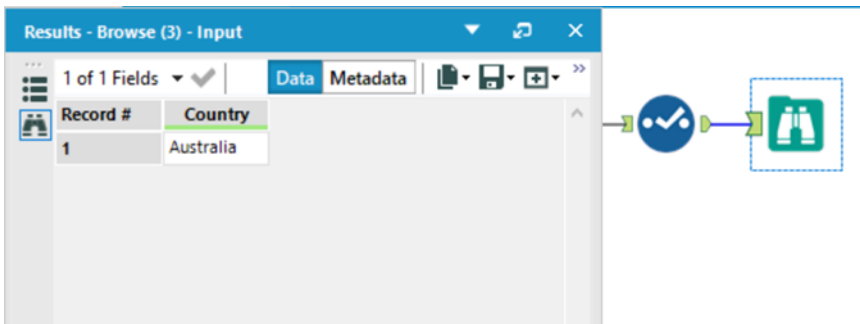 Results - Browse (3) - Input
1 of 1 Fields Data Metadata
Record # Country
1 Australia